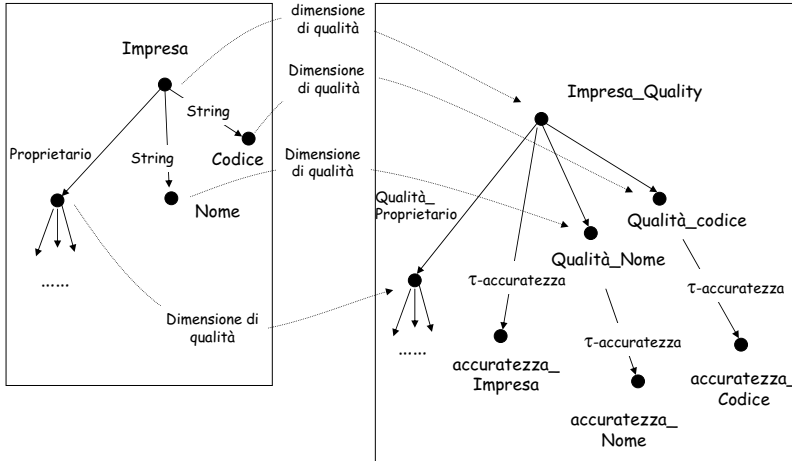 dimensione
di qualità
Impresa
Dimensione
di qualità
Impresa_Quality
String
Proprietario
String
Codice
Dimensione
di qualità
Nome
Qualità_
Proprietario
Qualità_codice
Qualità_Nome
......
τ-accuratezza
τ-accuratezza
Dimensione di
qualità
τ-accuratezza
......
accuratezza_
Impresa
accuratezza_
Codice
accuratezza_
Nome